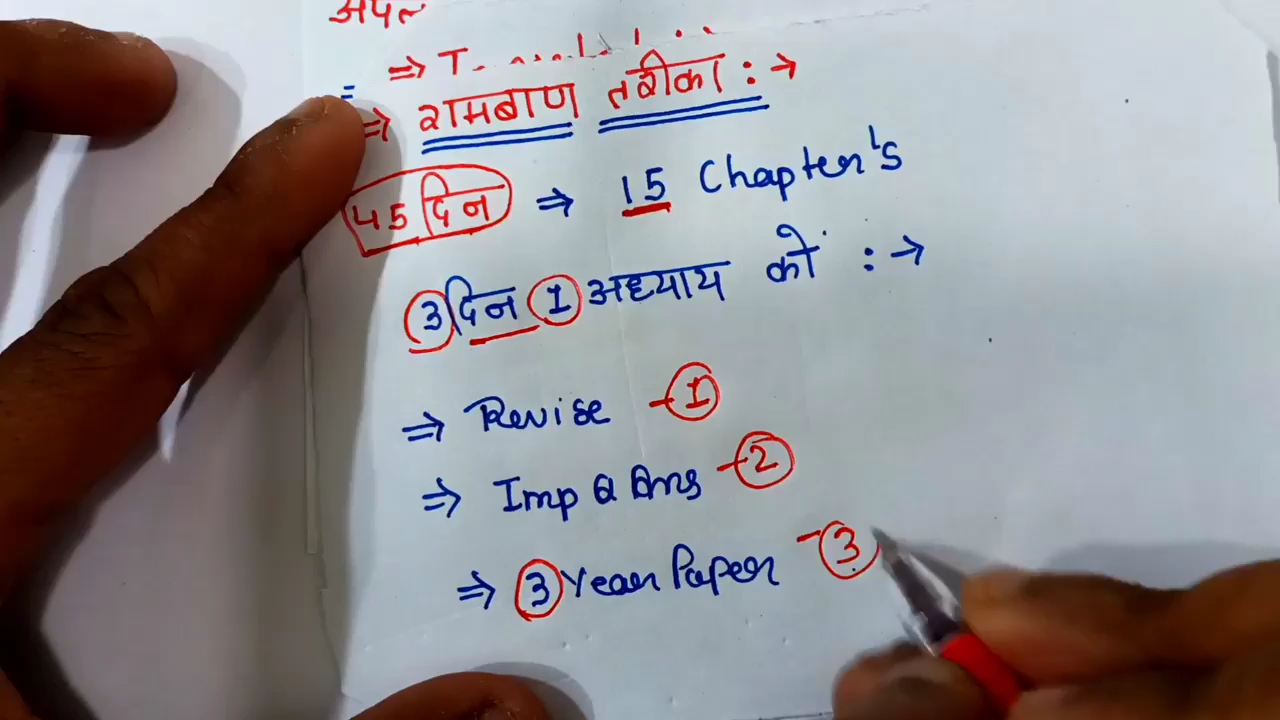 ⇒ रामबाण तरीका :→
45 दिन ⇒ 15 Chapter's
3 दिन 1 अध्याय को :→
⇒ Revise - 1
⇒ Imp Q Ans - 2
⇒ 3 Year Paper - 3